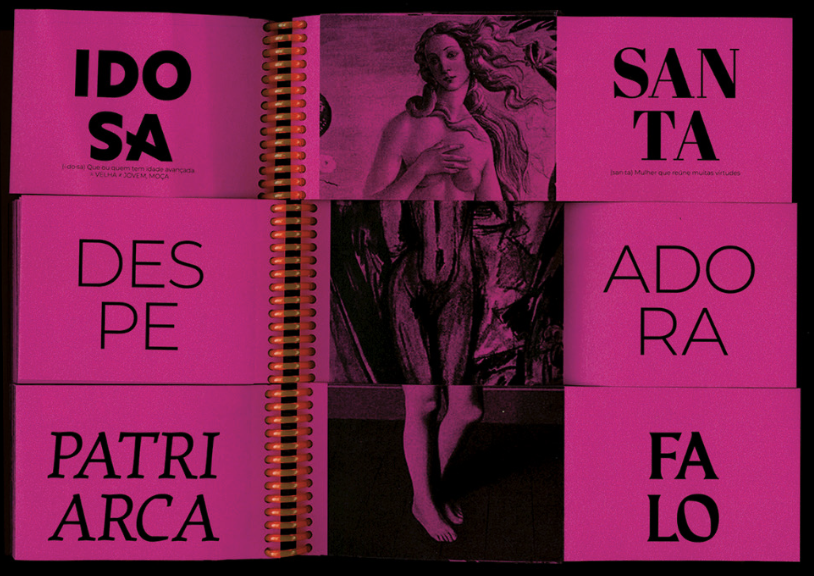 IDO
SA
(i-do-sa) Que ou quem tem idade avançada
= VELHA ≠ JOVEM, MOÇA
SAN
TA
(san-ta) Mulher que reúne muitas virtudes
DES
PE
ADO
RA
PATRI
ARCA
FA
LO